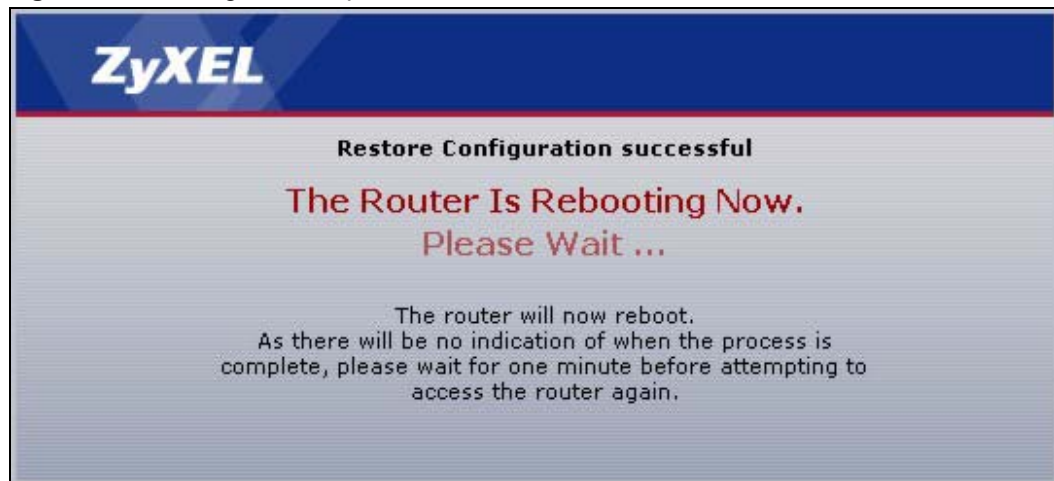 ZyXEL
Restore Configuration successful
The Router Is Rebooting Now.
Please Wait ...
The router will now reboot.
As there will be no indication of when the process is
complete, please wait for one minute before attempting to
access the router again.